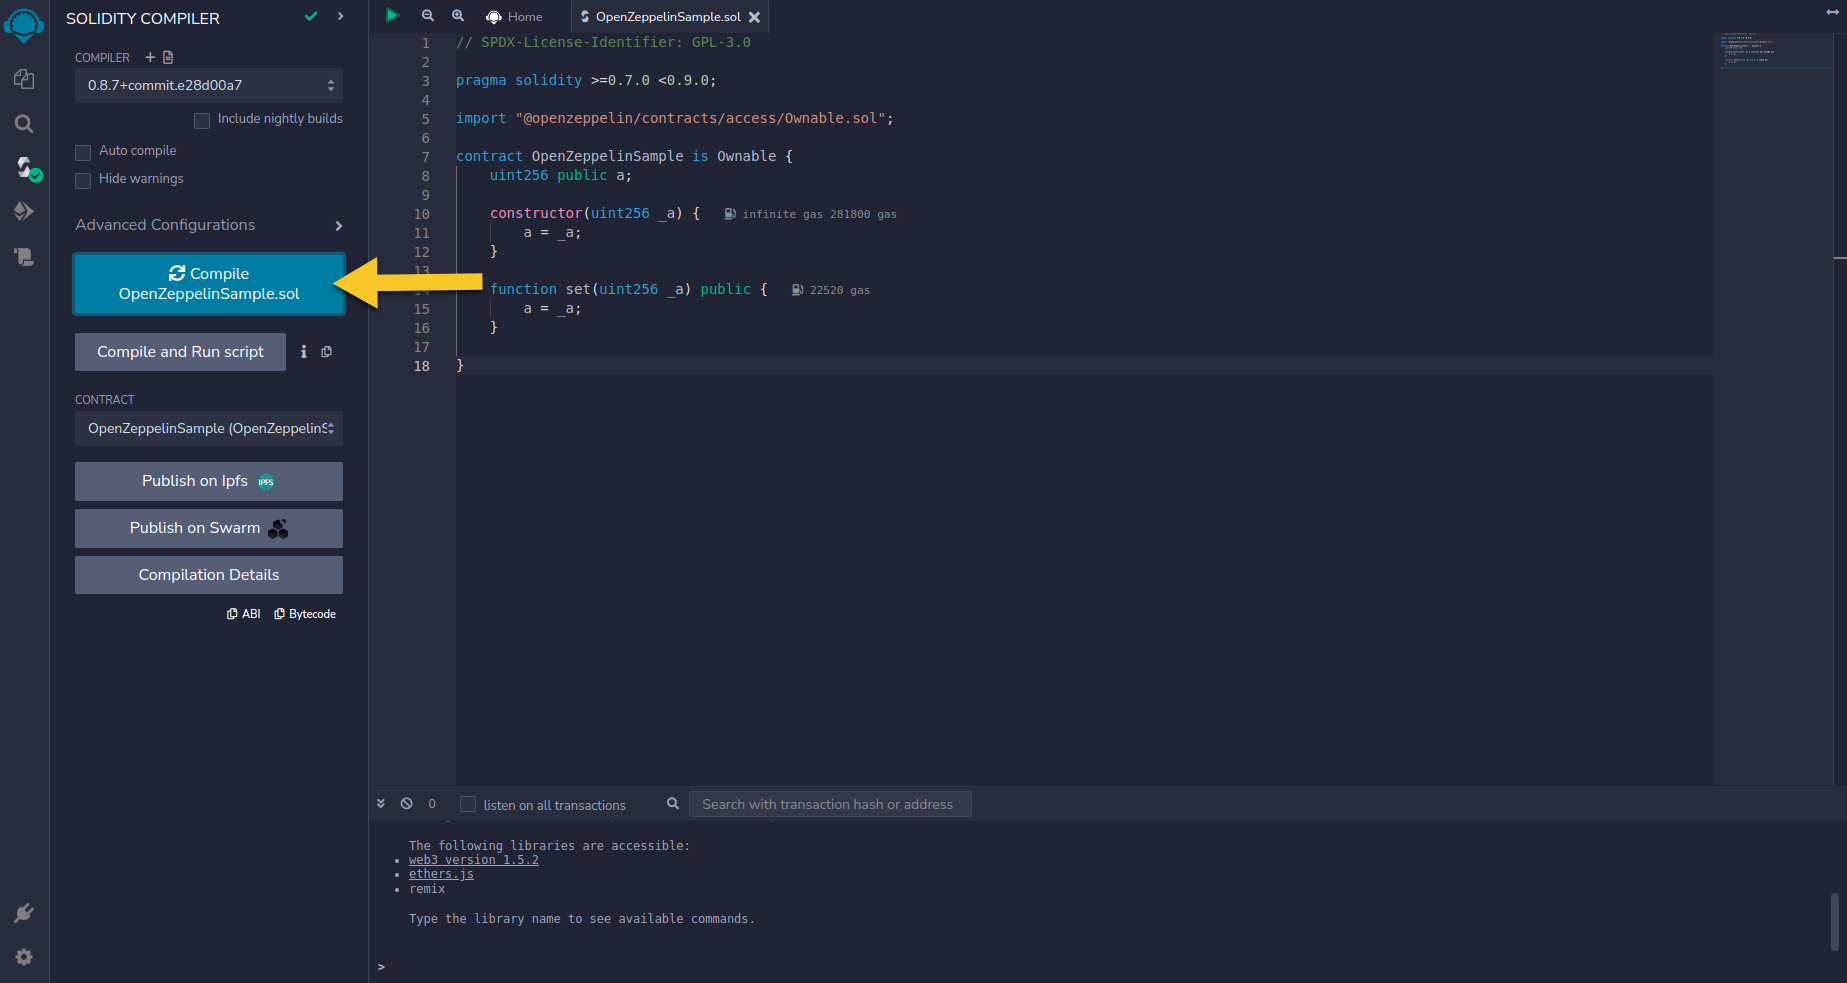 SOLIDITY COMPILER
COMPILER
0.8.7+commit.e28d00a7
Include nightly builds
Auto compile
Hide warnings
Advanced Configurations
Compile
OpenZeppelinSample.sol
Compile and Run script
CONTRACT
OpenZeppelinSample (OpenZeppelinS
Publish on Ipfs IPFS
Publish on Swarm
Compilation Details
ABI Bytecode
Home OpenZeppelinSample.sol
1 // SPDX-License-Identifier: GPL-3.0
2
3 pragma solidity >=0.7.0 <0.9.0;
4
5 import "@openzeppelin/contracts/access/Ownable.sol";
6
7 contract OpenZeppelinSample is Ownable {
8 uint256 public a;
9
10 constructor(uint256 _a) { infinite gas 281800 gas
11 a = _a;
12 }
13
14 function set(uint256 _a) public { 22520 gas
15 a = _a;
16 }
17
18 }
0 listen on all transactions Search with transaction hash or address
The following libraries are accessible:
• web3 version 1.5.2
• ethers.js
• remix
Type the library name to see available commands.
>